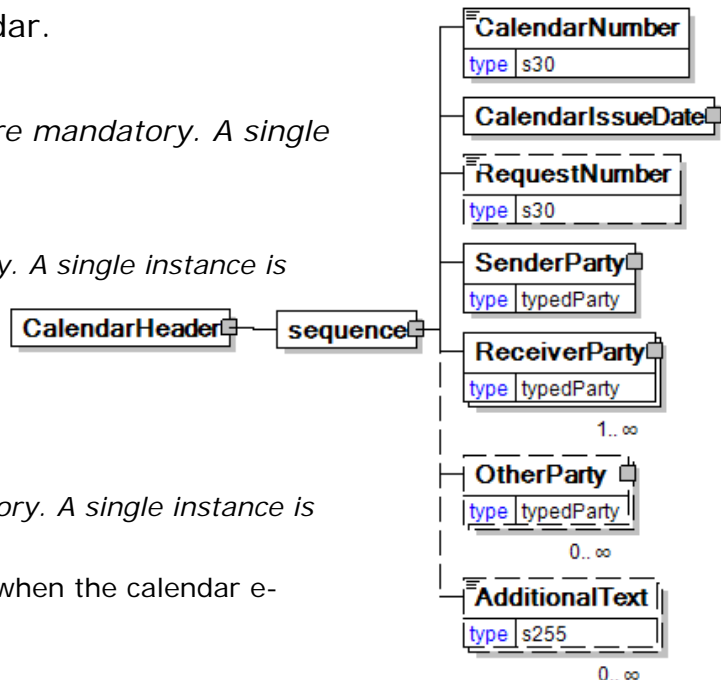 dar.
re mandatory. A single
y. A single instance is
ory. A single instance is
when the calendar e-
CalendarHeader
sequence
CalendarNumber
type s30
CalendarIssueDate
RequestNumber
type s30
SenderParty
type typedParty
ReceiverParty
type typedParty
1.. ∞
OtherParty
type typedParty
0.. ∞
AdditionalText
type s255
0.. ∞